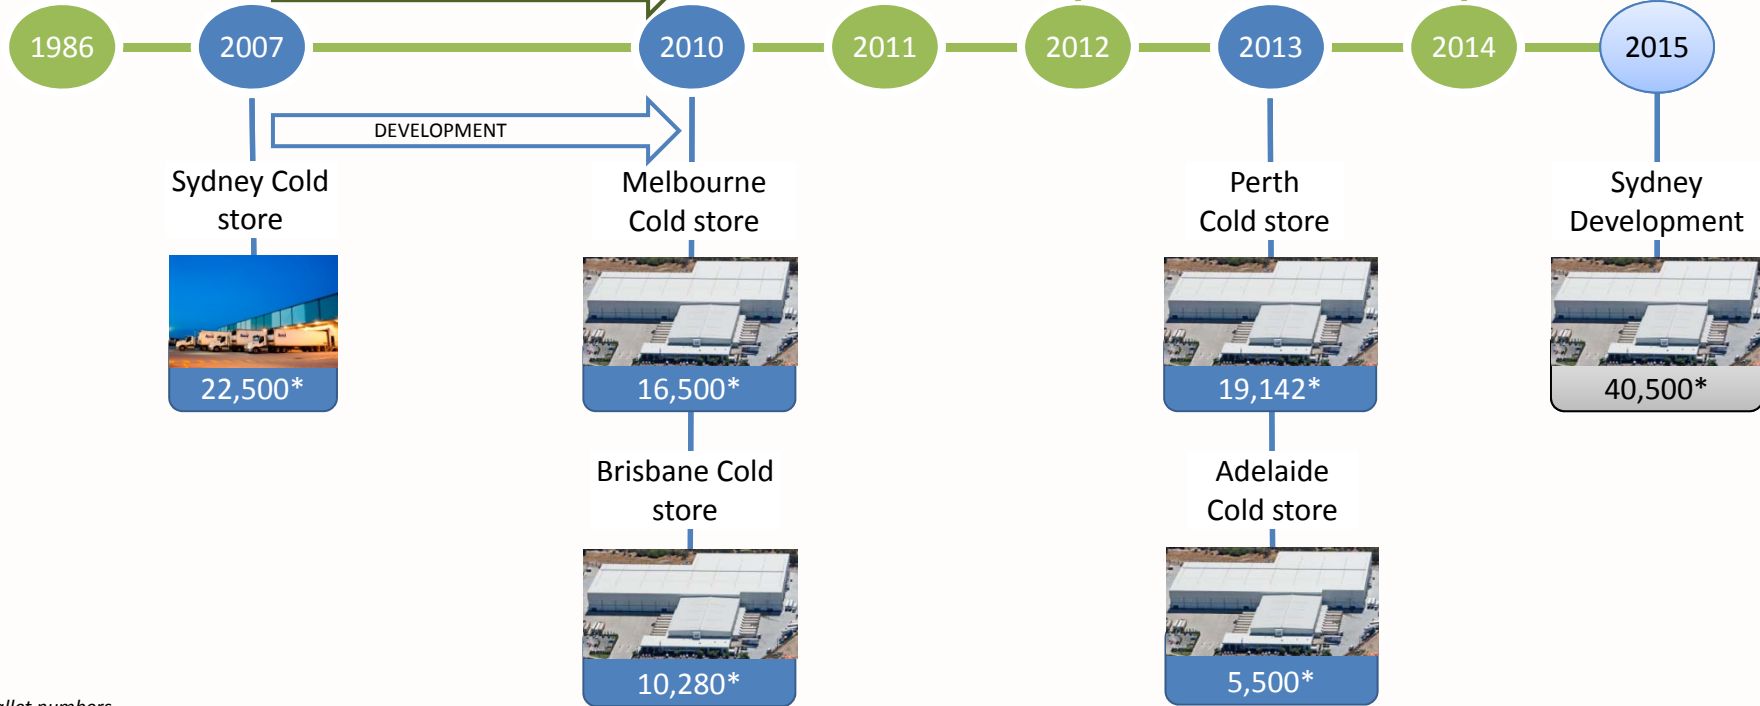 1986
2007
2010
2011
2012
2013
2014
2015
DEVELOPMENT
Sydney Cold
store
22,500*
Melbourne
Cold store
16,500*
Brisbane Cold
store
10,280*
Perth
Cold store
19,142*
Adelaide
Cold store
5,500*
Sydney
Development
40,500*
numbers